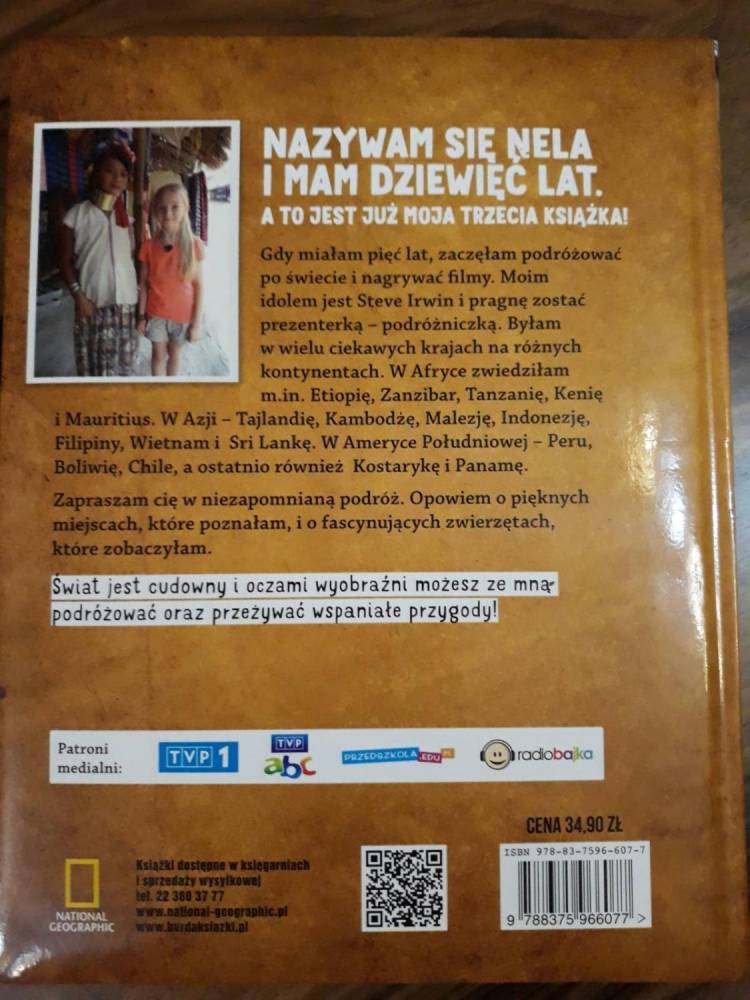 NAZYWAM SIĘ NELA
I MAM DZIEWIĘĆ LAT.
A TO JEST JUŻ MOJA TRZECIA KSIĄŻKA!
Gdy miałam pięć lat, zaczęłam podróżować
po świecie i nagrywać filmy. Moim
idolem jest Steve Irwin i pragnę zostać
prezenterką – podróżniczką. Byłam
w wielu ciekawych krajach na różnych
kontynentach. W Afryce zwiedziłam
m.in. Etiopię, Zanzibar, Tanzanię, Kenię
i Mauritius. W Azji – Tajlandię, Kambodżę, Malezję, Indonezję,
Filipiny, Wietnam i Sri Lankę. W Ameryce Południowej – Peru,
Boliwię, Chile, a ostatnio również Kostarykę i Panamę.
Zapraszam cię w niezapomnianą podróż. Opowiem o pięknych
miejscach, które poznałam, i o fascynujących zwierzętach,
które zobaczyłam.
Świat jest cudowny i oczami wyobraźni możesz ze mną
podróżować oraz przeżywać wspaniałe przygody!
Patroni
medialni:
TVP1
TVP
abc
PRZEDSZKOLA.EDU.PL
radiobajka
CENA 34,90 ZŁ
ISBN 978-83-7596-607-7
9 788375 966077 >
NATIONAL
GEOGRAPHIC
Książki dostępne w księgarniach
i sprzedaży wysyłkowej
tel. 22 360 37 77
www.national-geographic.pl
www.burdaksiazki.pl